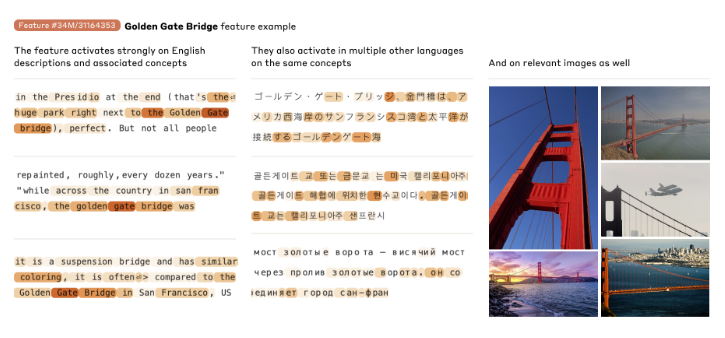 Feature #34M/31164353 Golden Gate Bridge feature example
The feature activates strongly on English
descriptions and associated concepts
in the Presidio at the end (that's the⏎
huge park right next to the Golden Gate
bridge), perfect. But not all people
repainted, roughly, every dozen years."
"while across the country in san fran
cisco, the golden gate bridge was
it is a suspension bridge and has similar
coloring, it is often⏎> compared to the
Golden Gate Bridge in San Francisco, US
They also activate in multiple other languages
on the same concepts
ゴールデン・ゲート・ブリッジ、金門橋は、ア
メリカ西海岸のサンフランシスコ湾と太平洋が
接続するゴールデンゲート海
골든게이트 교 또는 금문교 는 미국 캘리포니아주
골든게이트 해협에 위치한 현수교이다. 골든게이
트 교는 캘리포니아주 샌프란시
мост золотые ворота — висячий мост
через пролив золотые ворота. он со
единяет город сан-фран
And on relevant images as well